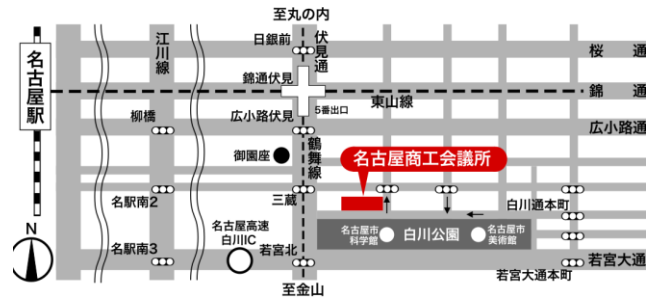 至丸の内
江川線
日銀前
伏見通
桜通
名古屋駅
錦通伏見
5番出口
東山線
錦通
柳橋
広小路伏見
広小路通
御園座
鶴舞線
名古屋商工会議所
名駅南2
三蔵
白川通本町
N
名古屋市
科学館
白川公園
名古屋市
美術館
名駅南3
名古屋高速
白川IC
若宮北
若宮大通
若宮大通本町
至金山